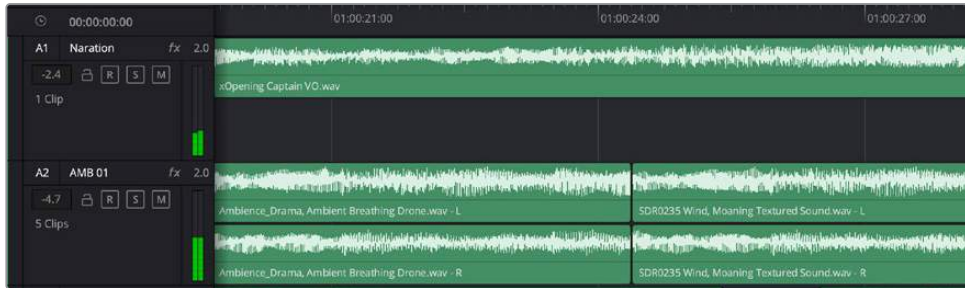 00:00:00:00
01:00:21:00 01:00:24:00 01:00:27:00
A1 Naration fx 2.0
-2.4 R S M
1 Clip
xOpening Captain VO.wav
A2 AMB 01 fx 2.0
-4.7 R S M
5 Clips
Ambience_Drama, Ambient Breathing Drone.wav - L
SDR0235 Wind, Moaning Textured Sound.wav - L
Ambience_Drama, Ambient Breathing Drone.wav - R
SDR0235 Wind, Moaning Textured Sound.wav - R